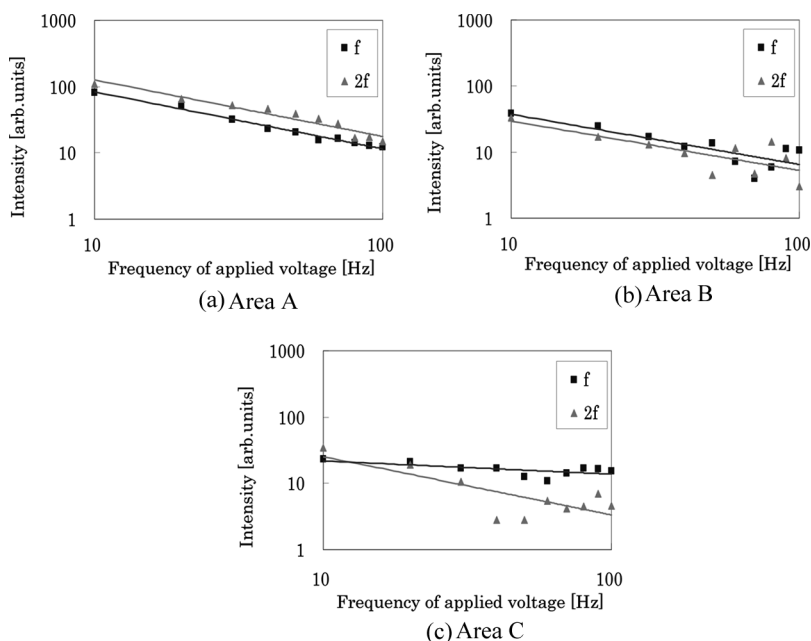 1000
100
10
1
Intensity [arb.units]
f
2f
10
100
Frequency of applied voltage [Hz]
(a) Area A
1000
100
10
1
Intensity [arb.units]
f
2f
10
100
Frequency of applied voltage [Hz]
(b) Area B
1000
100
10
1
Intensity [arb.units]
f
2f
10
100
Frequency of applied voltage [Hz]
(c) Area C